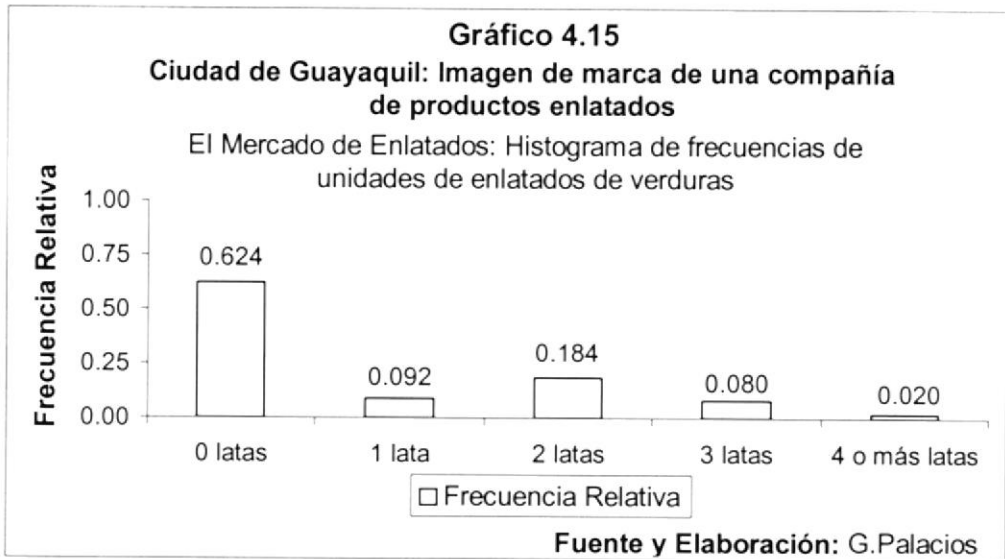 Gráfico 4.15
Ciudad de Guayaquil: Imagen de marca de una compañía
de productos enlatados
El Mercado de Enlatados: Histograma de frecuencias de
unidades de enlatados de verduras
Frecuencia Relativa
1.00
0.75
0.50
0.25
0.00
0.624
0.092
0.184
0.080
0.020
0 latas
1 lata
2 latas
3 latas
4 o más latas
Frecuencia Relativa
Fuente y Elaboración: G.Palacios